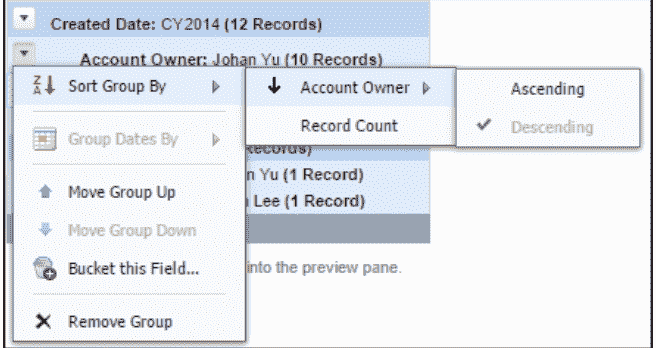 Created Date: CY2014 (12 Records)
Account Owner: Johan Yu (10 Records)
Sort Group By
Account Owner
Ascending
Record Count
Descending
Group Dates By
Records)
Yu (1 Record)
Move Group Up
Lee (1 Record)
Move Group Down
Bucket this Field...
into the preview pane.
Remove Group